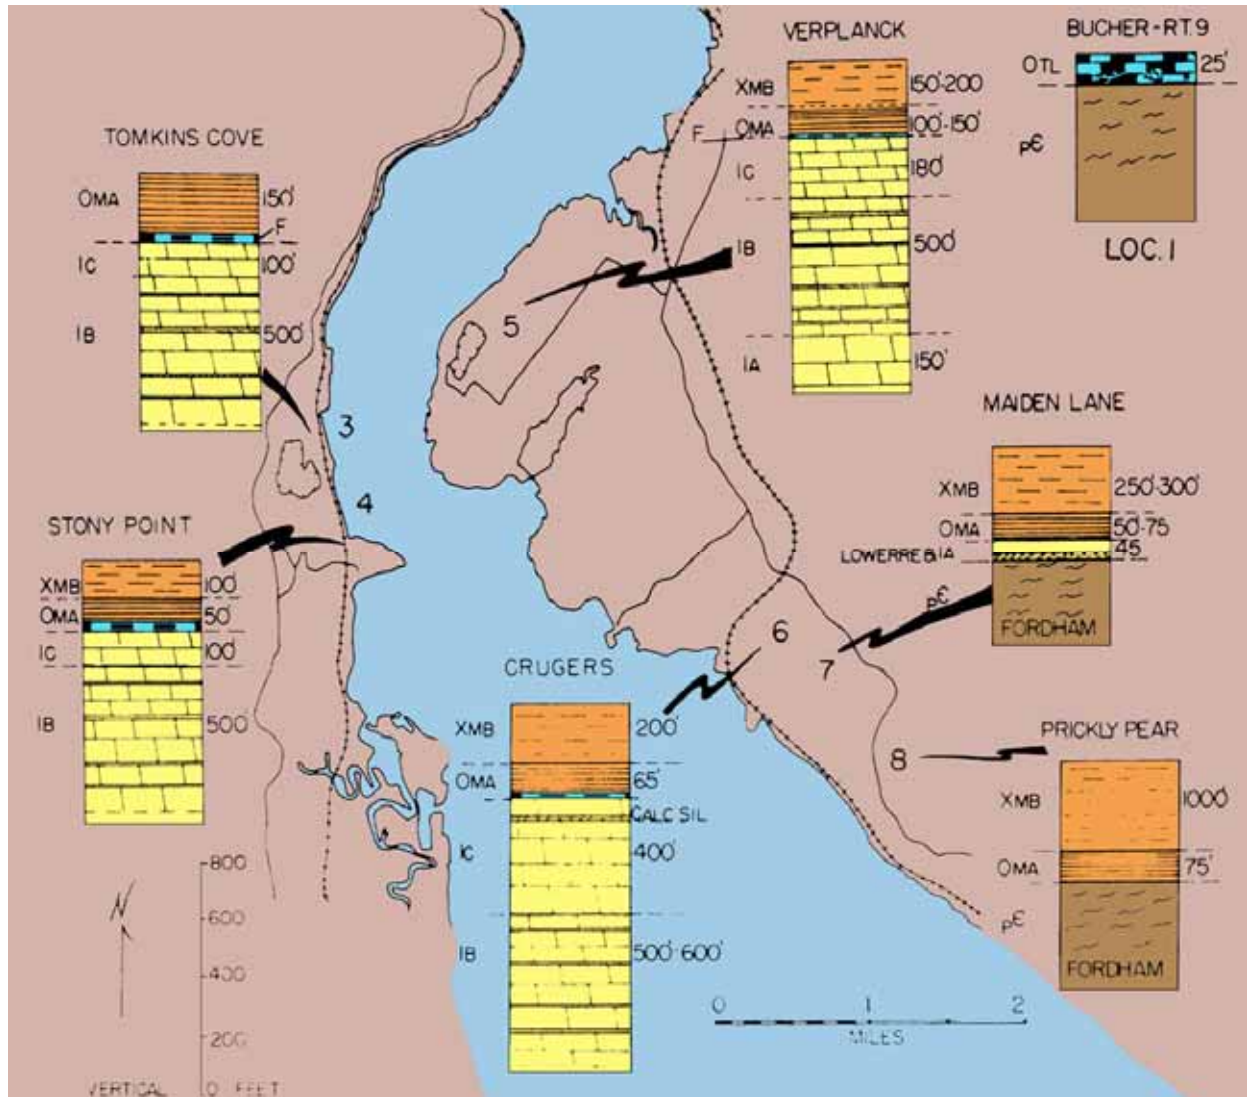 VERPLANCK
XMB 150'-200
OMA 100'-150'
F
IC 180'
IB 500'
IA 150'
BUCHER-RT.9
OTL 25'
p€
LOC. I
TOMKINS COVE
OMA 150'
F
IC 100'
IB 500'
5
3
4
MAIDEN LANE
XMB 250'-300'
OMA 50'-75
LOWERRE & IA 45
p€
FORDHAM
STONY POINT
XMB 100'
OMA 50'
IC 100'
IB 500'
6
7
8
CRUGERS
XMB 200'
OMA 65'
CALC SIL
IC 400'
IB 500'-600'
PRICKLY PEAR
XMB 1000'
OMA 75'
p€
FORDHAM
N
800
600
400
200
VERTICAL 0 FEET
0 1 2
MILES